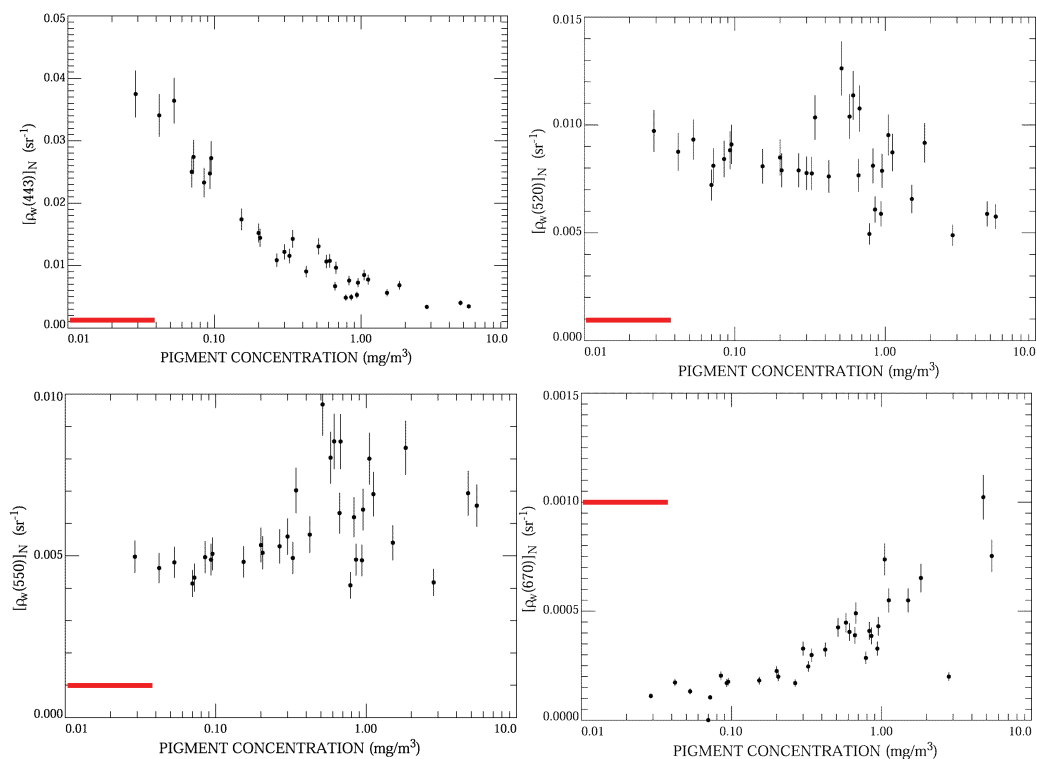 0.05
0.04
0.03
0.02
0.01
0.00
[ρw(443)]N (sr-1)
0.01 0.10 1.00 10.0
PIGMENT CONCENTRATION (mg/m3)
0.015
0.010
0.005
0.000
[ρw(520)]N (sr-1)
0.01 0.10 1.00 10.0
PIGMENT CONCENTRATION (mg/m3)
0.010
0.005
0.000
[ρw(550)]N (sr-1)
0.01 0.10 1.00 10.0
PIGMENT CONCENTRATION (mg/m3)
0.0015
0.0010
0.0005
0.0000
[ρw(670)]N (sr-1)
0.01 0.10 1.00 10.0
PIGMENT CONCENTRATION (mg/m3)